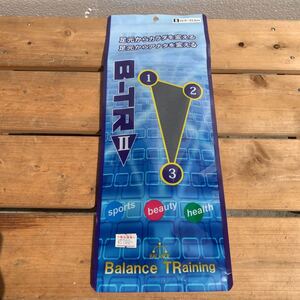 足元からカラダを変える
足元からアナタを変える
B-TR
II
1
2
3
sports
beauty
health
Balance TRaining